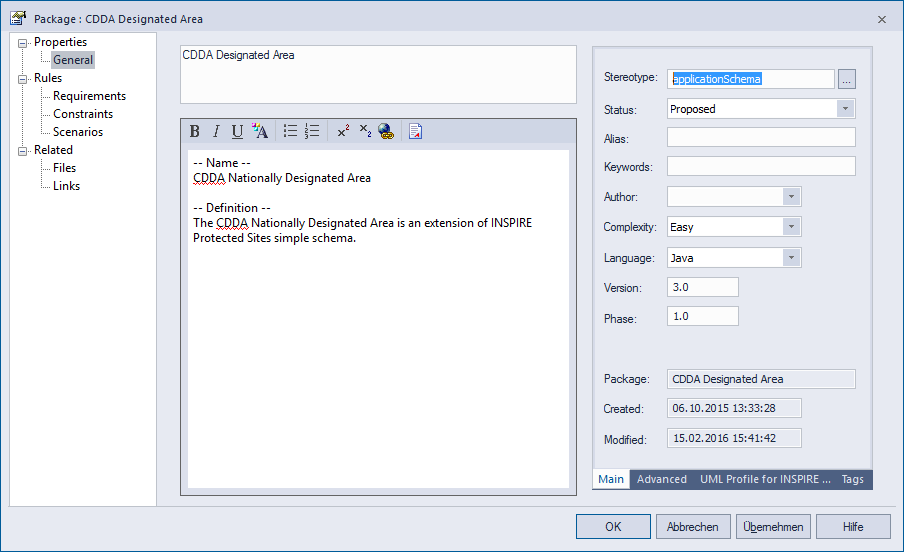 Package : CDDA Designated Area
Properties
General
Rules
Requirements
Constraints
Scenarios
Related
Files
Links
CDDA Designated Area
B I U A x² x₂
-- Name --
CDDA Nationally Designated Area
-- Definition --
The CDDA Nationally Designated Area is an extension of INSPIRE
Protected Sites simple schema.
Stereotype: applicationSchema ...
Status: Proposed
Alias:
Keywords:
Author:
Complexity: Easy
Language: Java
Version: 3.0
Phase: 1.0
Package: CDDA Designated Area
Created: 06.10.2015 13:33:28
Modified: 15.02.2016 15:41:42
Main Advanced UML Profile for INSPIRE ... Tags
OK Abbrechen Übernehmen Hilfe